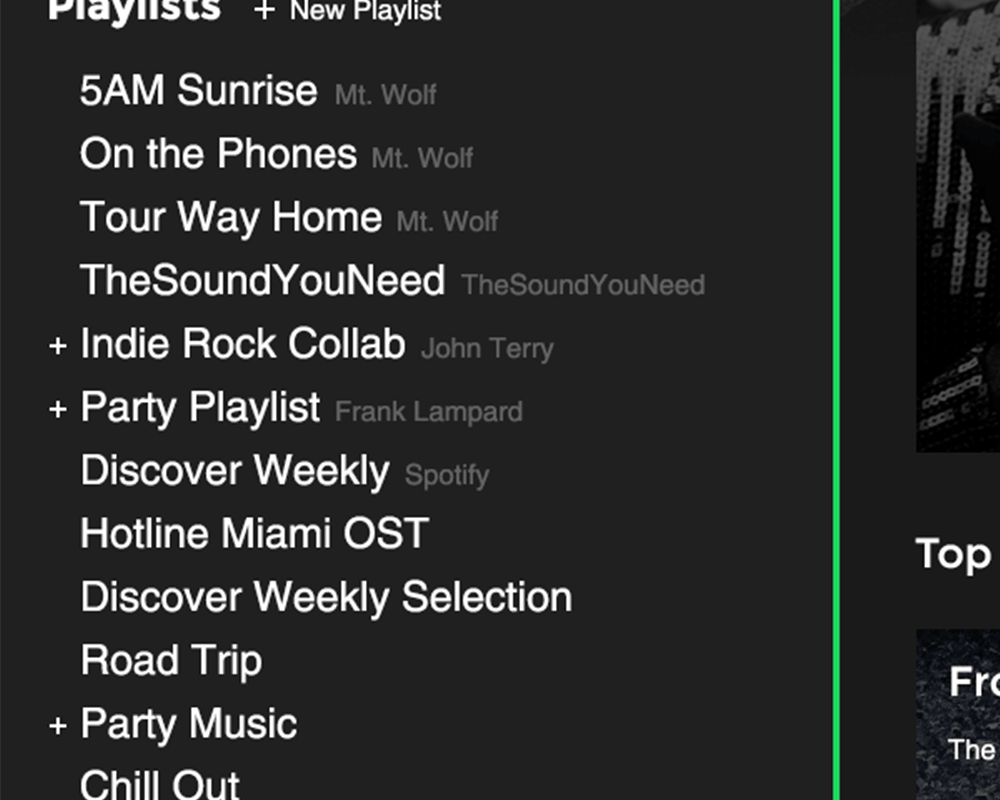 Playlists + New Playlist
5AM Sunrise Mt. Wolf
On the Phones Mt. Wolf
Tour Way Home Mt. Wolf
TheSoundYouNeed TheSoundYouNeed
+ Indie Rock Collab John Terry
+ Party Playlist Frank Lampard
Discover Weekly Spotify
Hotline Miami OST
Discover Weekly Selection
Road Trip
+ Party Music
Chill Out
Top
Fro
The